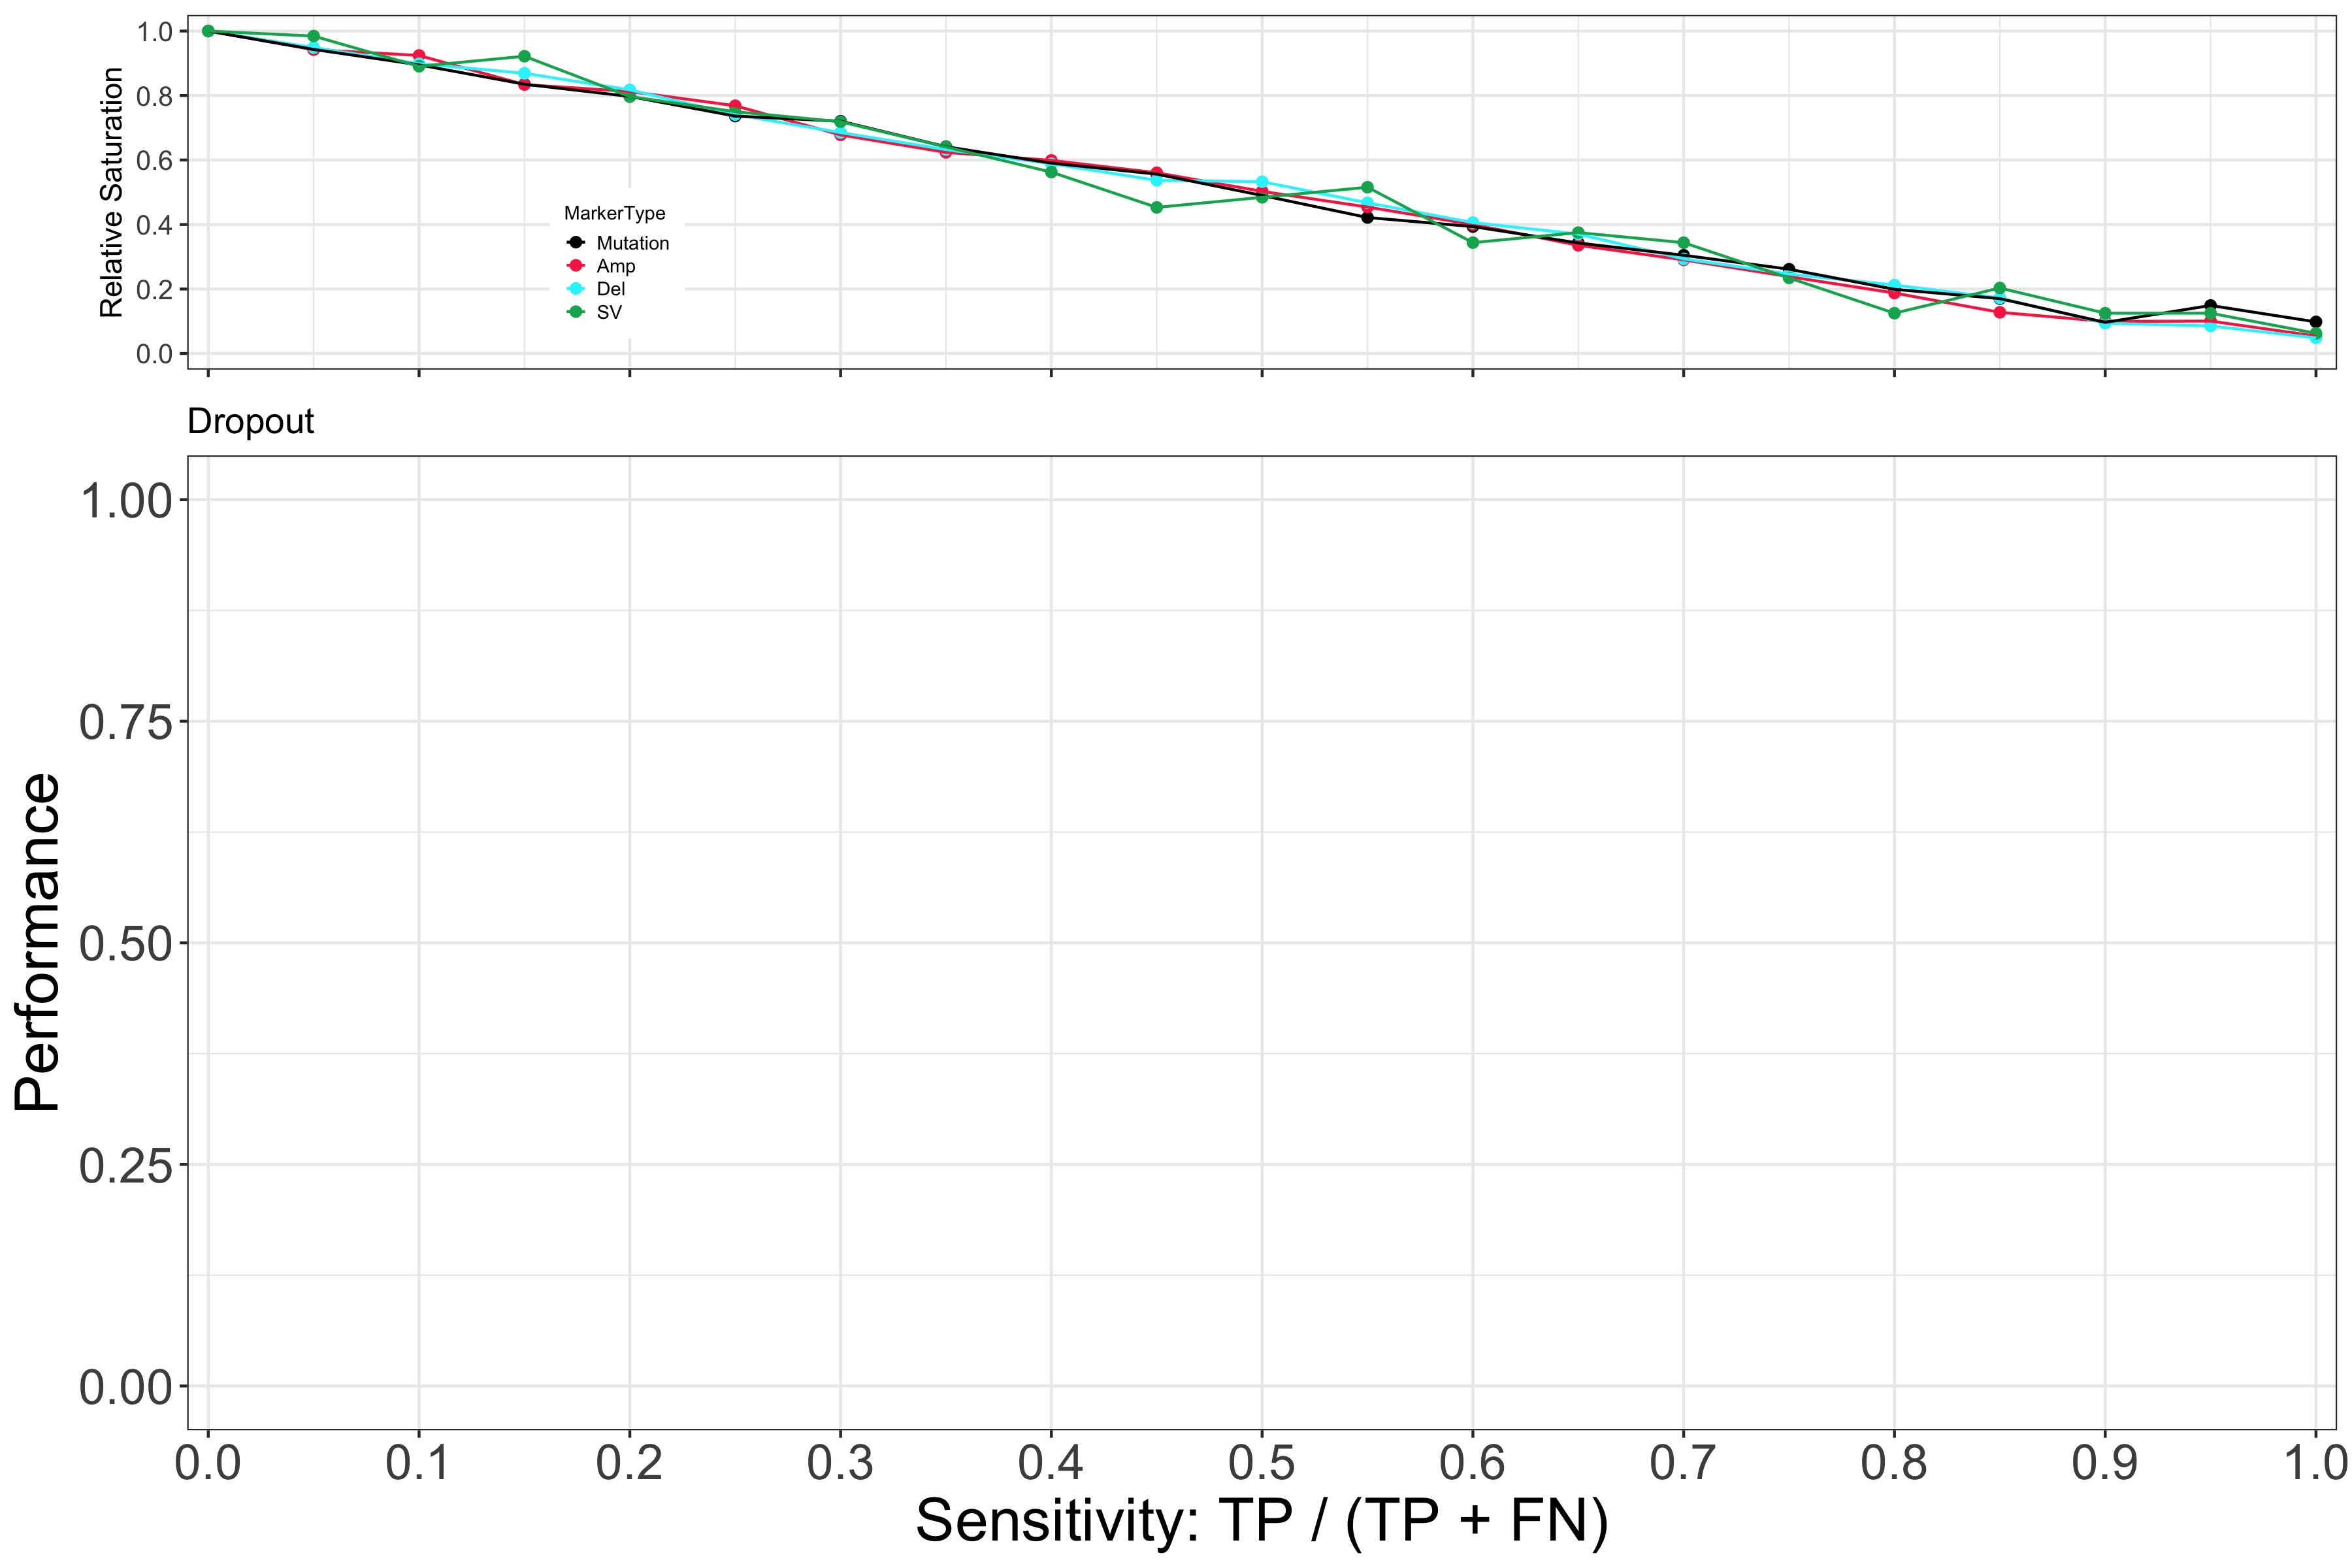 1.0
0.8
0.6
0.4
0.2
0.0
Relative Saturation
MarkerType
Mutation
Amp
Del
SV
Dropout
1.00
0.75
0.50
0.25
0.00
Performance
0.0 0.1 0.2 0.3 0.4 0.5 0.6 0.7 0.8 0.9 1.0
Sensitivity: TP / (TP + FN)